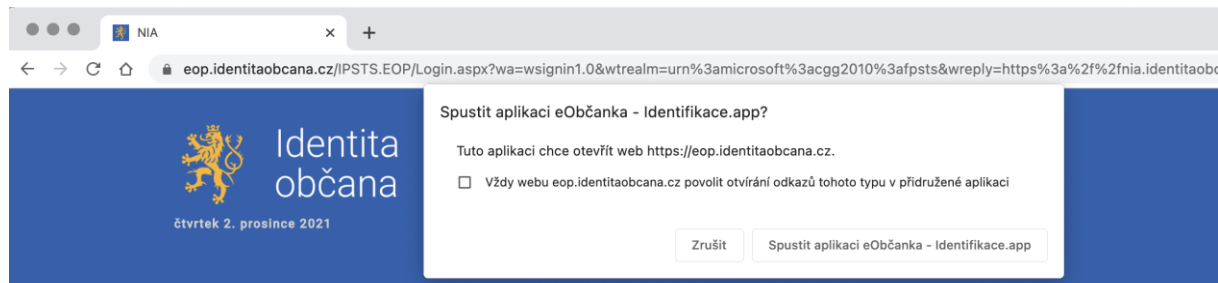 NIA
eop.identitaobcana.cz/IPSTS.EOP/Login.aspx?wa=wsignin1.0&wtrealm=urn%3amicrosoft%3acgg2010%3afpsts&wreply=https%3a%2f%2fnia.identitaobc
Spustit aplikaci eObčanka - Identifikace.app?
Tuto aplikaci chce otevřít web https://eop.identitaobcana.cz.
Vždy webu eop.identitaobcana.cz povolit otvírání odkazů tohoto typu v přidružené aplikaci
Zrušit
Spustit aplikaci eObčanka - Identifikace.app
Identita
občana
čtvrtek 2. prosince 2021